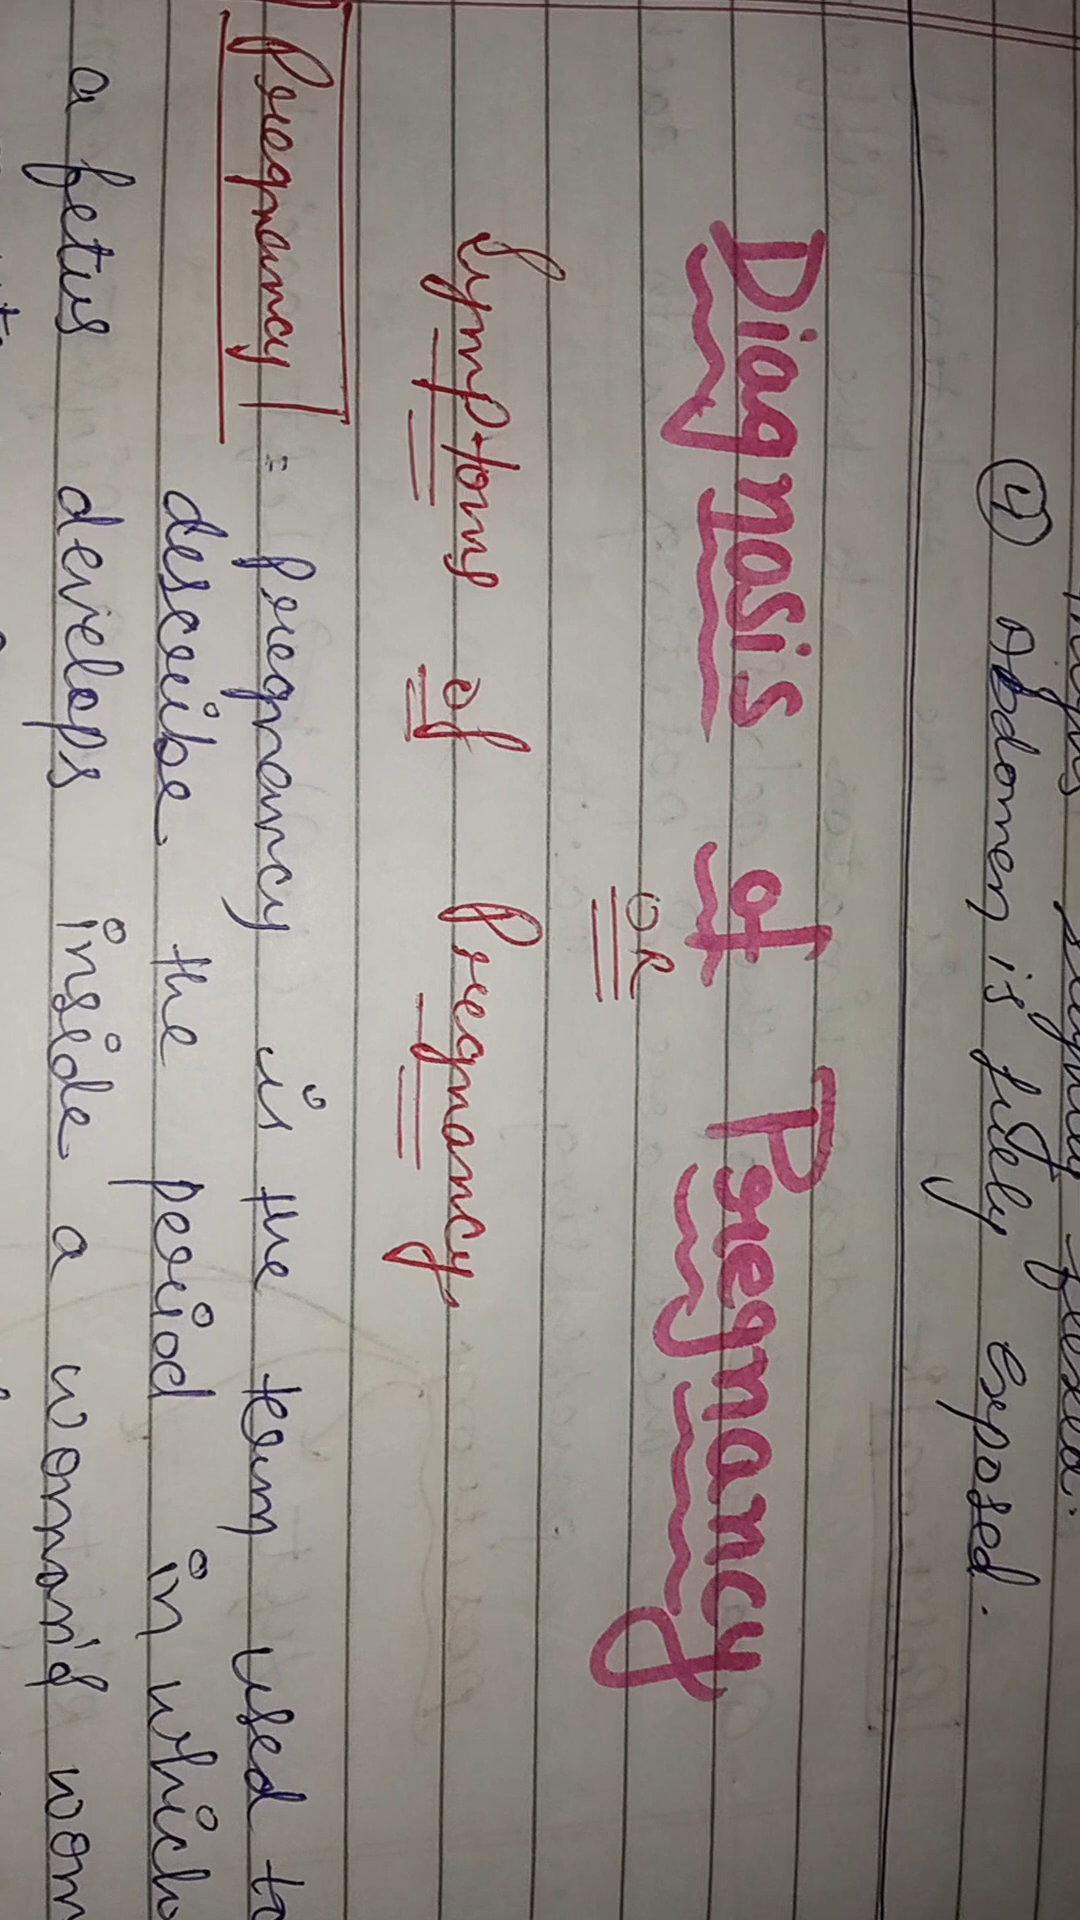 ④ Abdomen is fully exposed.
Diagnosis of Pregnancy
OR
Symptoms of Pregnancy
Pregnancy = Pregnancy is the term used to
describe the period in which
a fetus develops inside a woman's wom